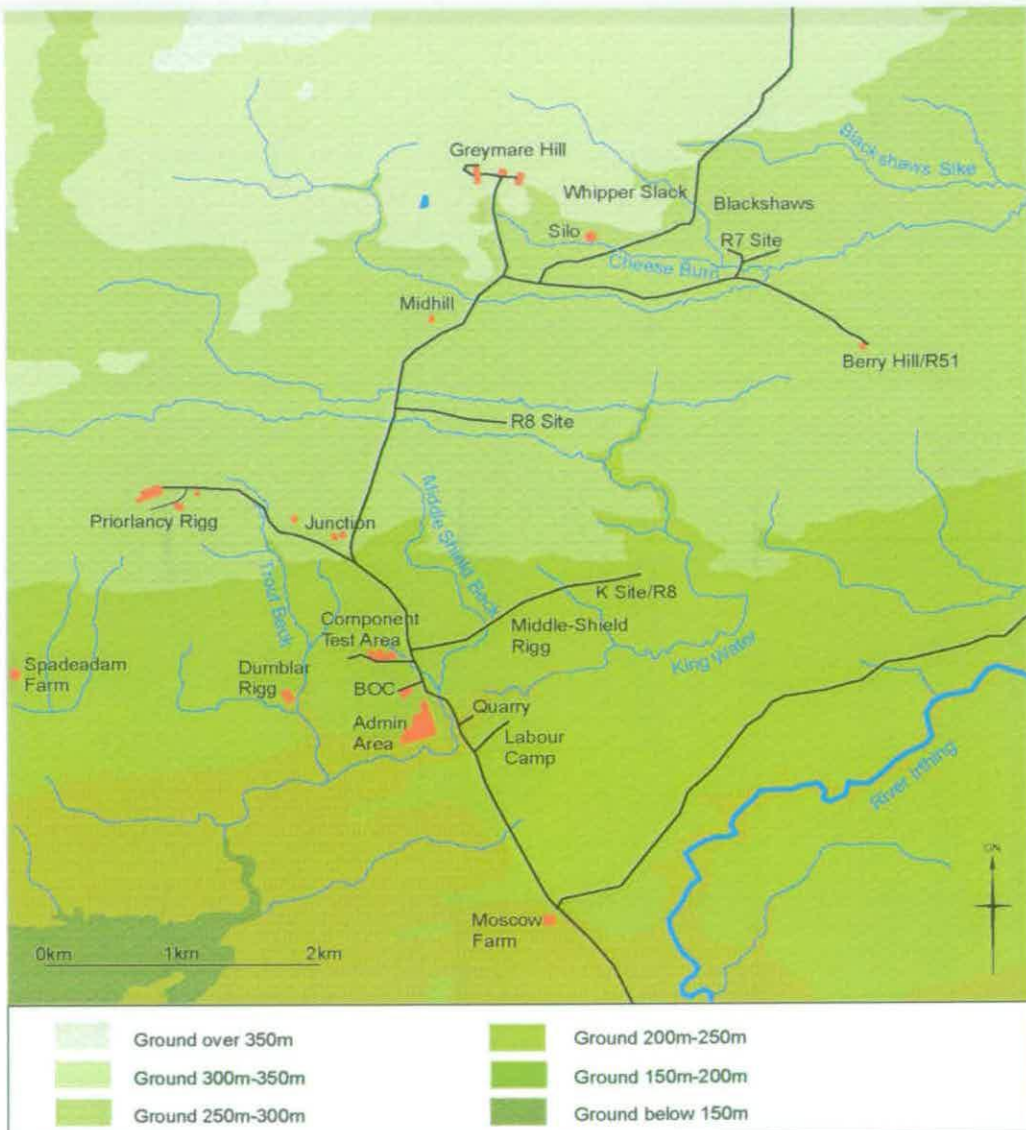 Greymare Hill
Blackshaws Sike
Whipper Slack
Blackshaws
Silo
R7 Site
Cheese Burn
Midhill
Berry Hill/R51
R8 Site
Priorlancy Rigg
Junction
Middle Shield Beck
Trout Beck
K Site/R8
Component
Test Area
Middle-Shield
Rigg
King Water
Spadeadam
Farm
Dumblar
Rigg
BOC
Quarry
Admin
Area
Labour
Camp
River Irthing
GN
Moscow
Farm
0km
1km
2km
Ground over 350m
Ground 300m-350m
Ground 250m-300m
Ground 200m-250m
Ground 150m-200m
Ground below 150m